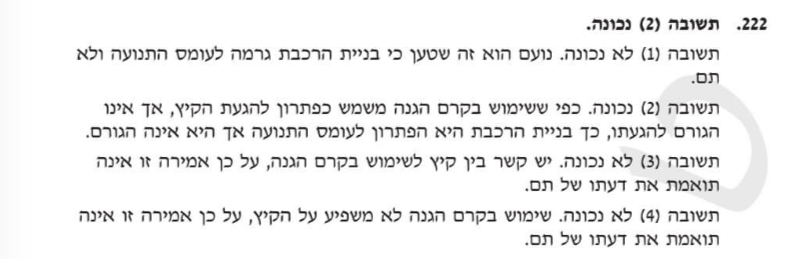 222. תשובה (2) נכונה.
תשובה (1) לא נכונה. נועם הוא זה שטען כי בניית הרכבת גרמה לעומס התנועה ולא
תם.
תשובה (2) נכונה. כפי ששימוש בקרם הגנה משמש כפתרון להגעת הקיץ, אך אינו
הגורם להגעתו, כך בניית הרכבת היא הפתרון לעומס התנועה אך היא אינה הגורם.
תשובה (3) לא נכונה. יש קשר בין קיץ לשימוש בקרם הגנה, על כן אמירה זו אינה
תואמת את דעתו של תם.
תשובה (4) לא נכונה. שימוש בקרם הגנה לא משפיע על הקיץ, על כן אמירה זו אינה
תואמת את דעתו של תם.